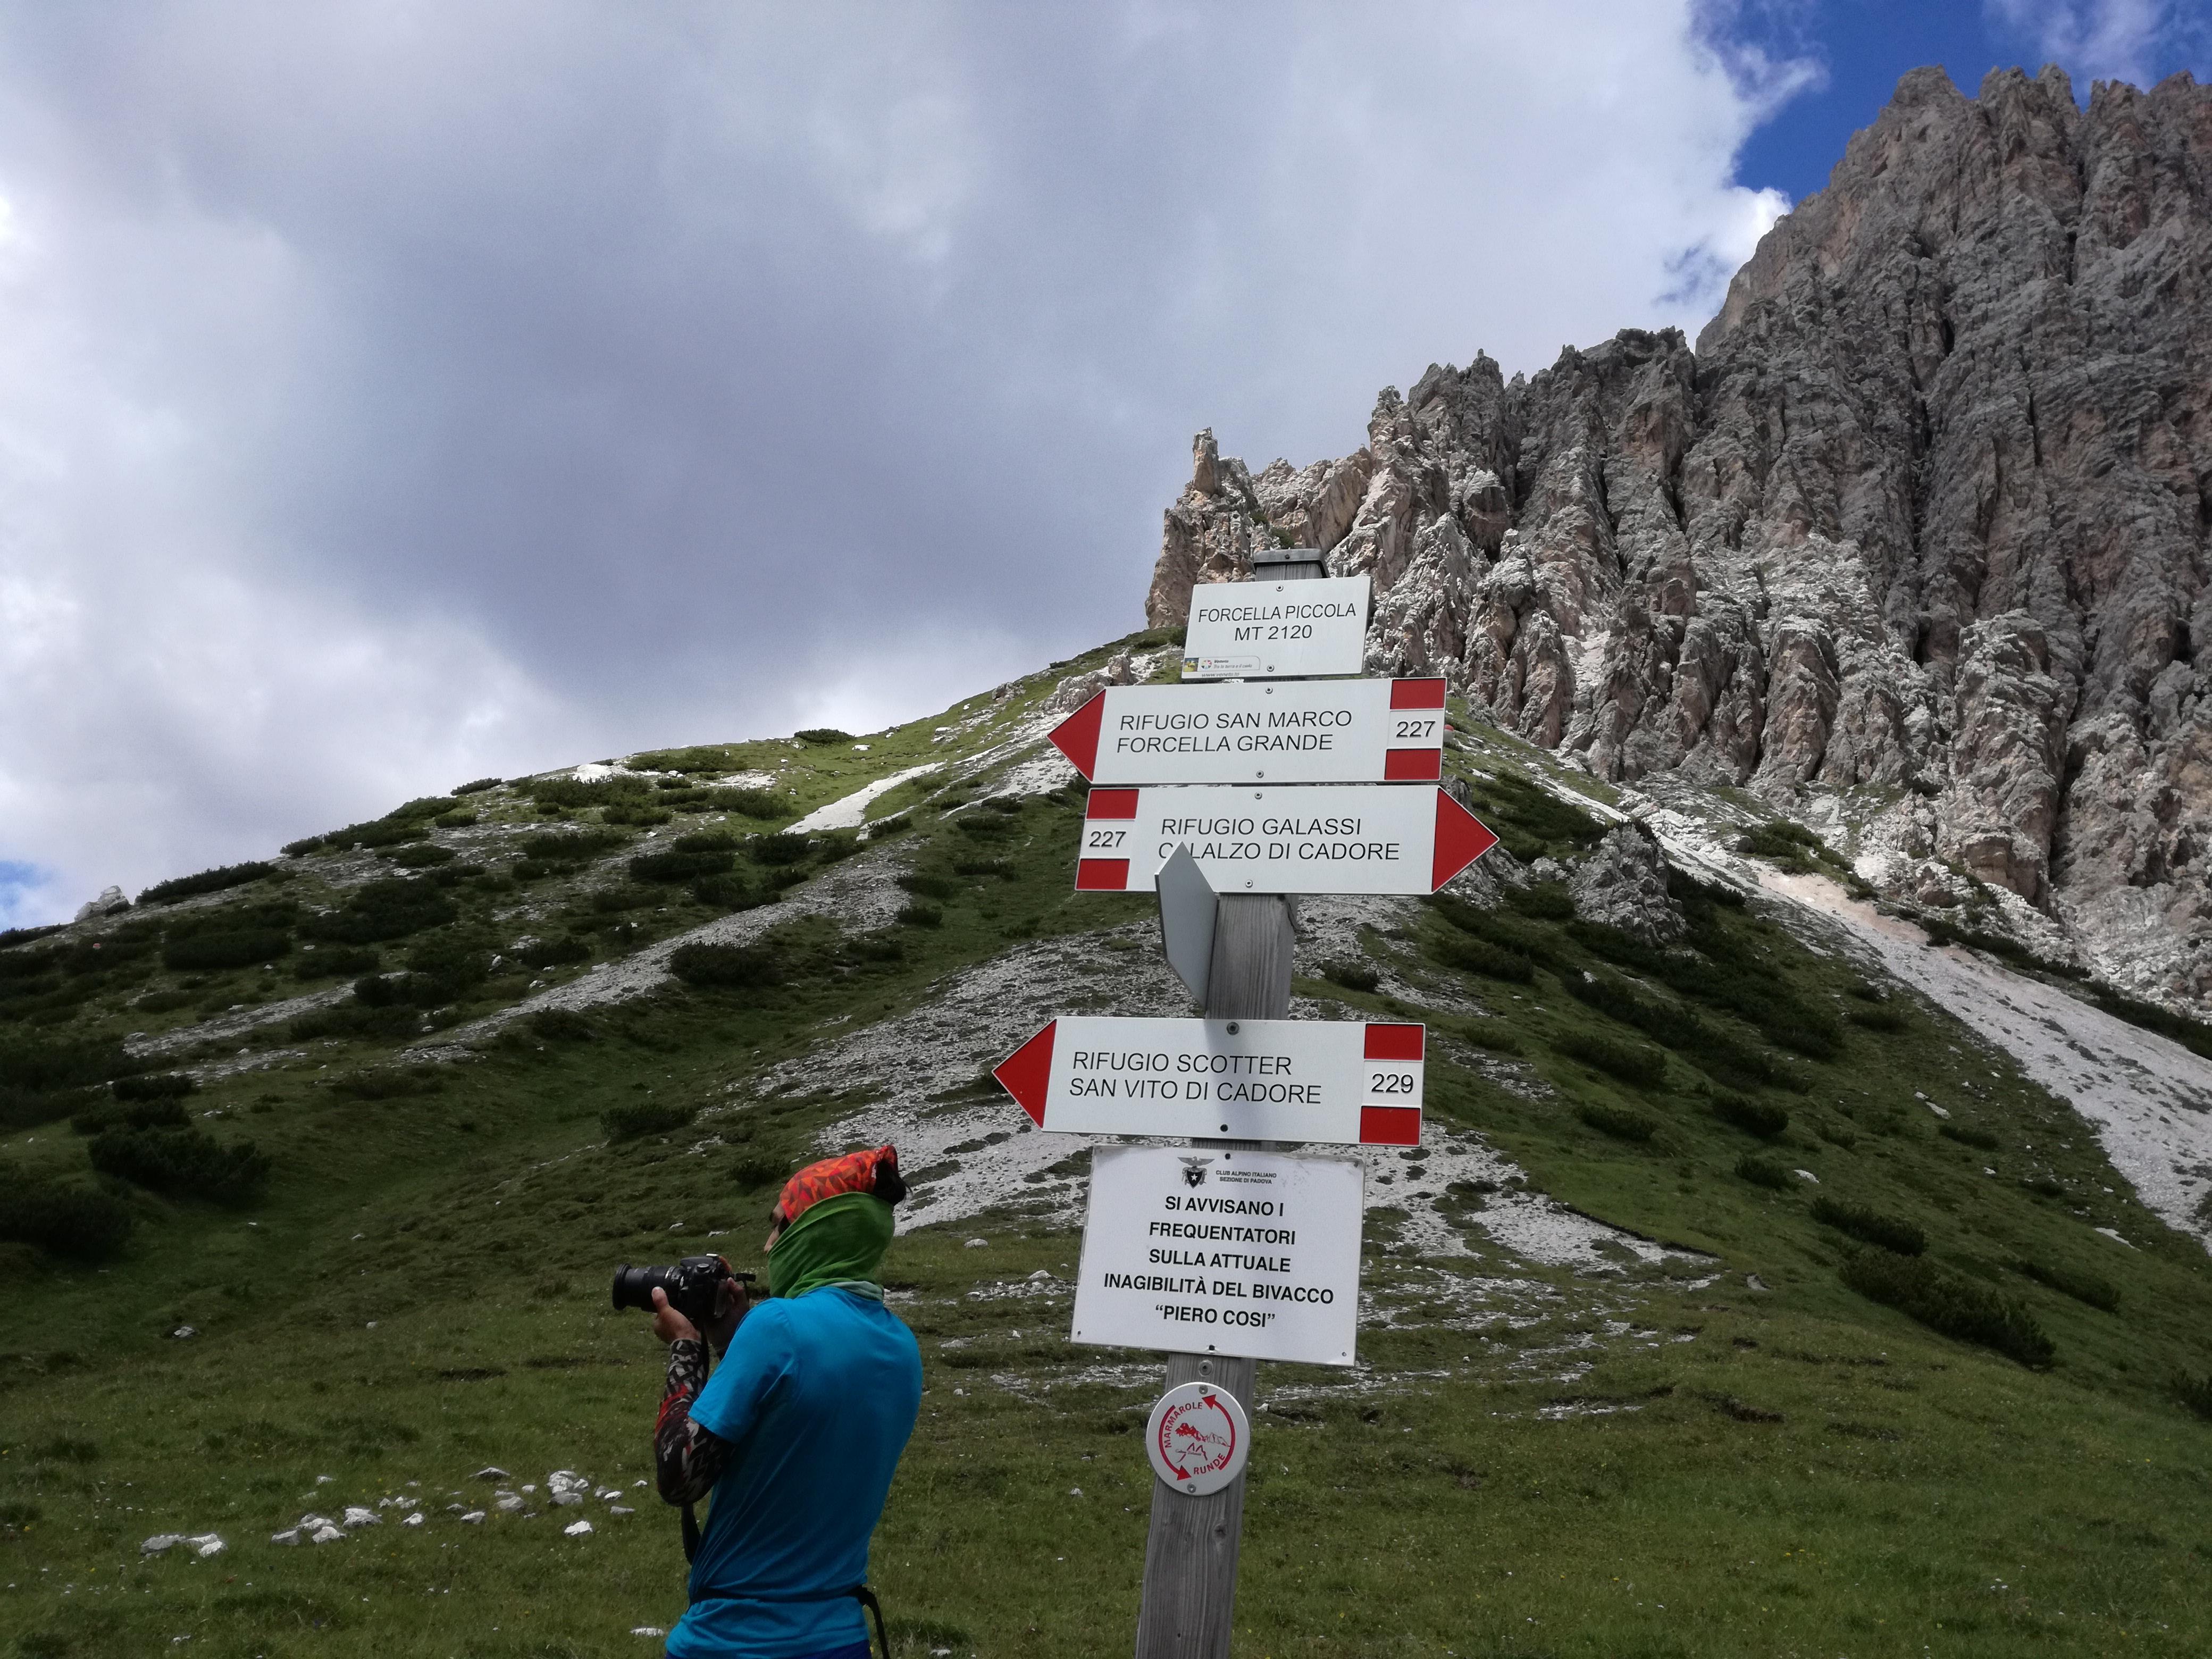 FORCELLA PICCOLA
MT 2120
RIFUGIO SAN MARCO
FORCELLA GRANDE
227
227
RIFUGIO GALASSI
CALALZO DI CADORE
RIFUGIO SCOTTER
SAN VITO DI CADORE
229
CLUB ALPINO ITALIANO
SEZIONE DI PADOVA
SI AVVISANO I
FREQUENTATORI
SULLA ATTUALE
INAGIBILITÀ DEL BIVACCO
“PIERO COSI”
MARMAROLE
RUNDE